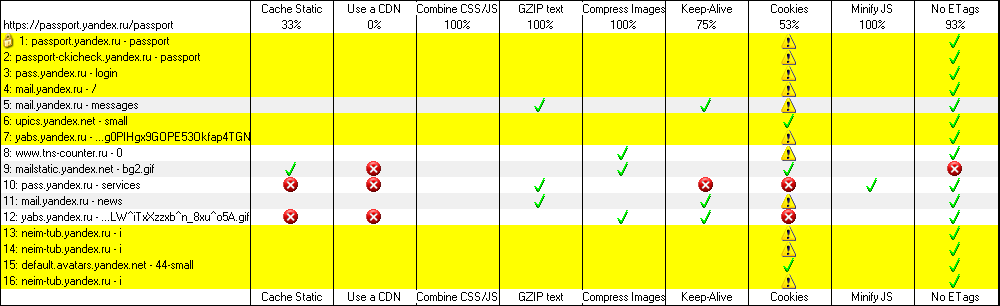 Cache Static Use a CDN Combine CSS/JS GZIP text Compress Images Keep-Alive Cookies Minify JS No ETags
https://passport.yandex.ru/passport 33% 0% 100% 100% 100% 75% 53% 100% 93%
1: passport.yandex.ru - passport
2: passport-ckicheck.yandex.ru - passport
3: pass.yandex.ru - login
4: mail.yandex.ru - /
5: mail.yandex.ru - messages
6: upics.yandex.net - small
7: yabs.yandex.ru - ...g0PIHgx9GOPE53Okfap4TGN
8: www.tns-counter.ru - 0
9: mailstatic.yandex.net - bg2.gif
10: pass.yandex.ru - services
11: mail.yandex.ru - news
12: yabs.yandex.ru - ...LW^iTxXzzxb^n_8xu^o5A.gif
13: neim-tub.yandex.ru - i
14: neim-tub.yandex.ru - i
15: default.avatars.yandex.net - 44-small
16: neim-tub.yandex.ru - i
Cache Static Use a CDN Combine CSS/JS GZIP text Compress Images Keep-Alive Cookies Minify JS No ETags